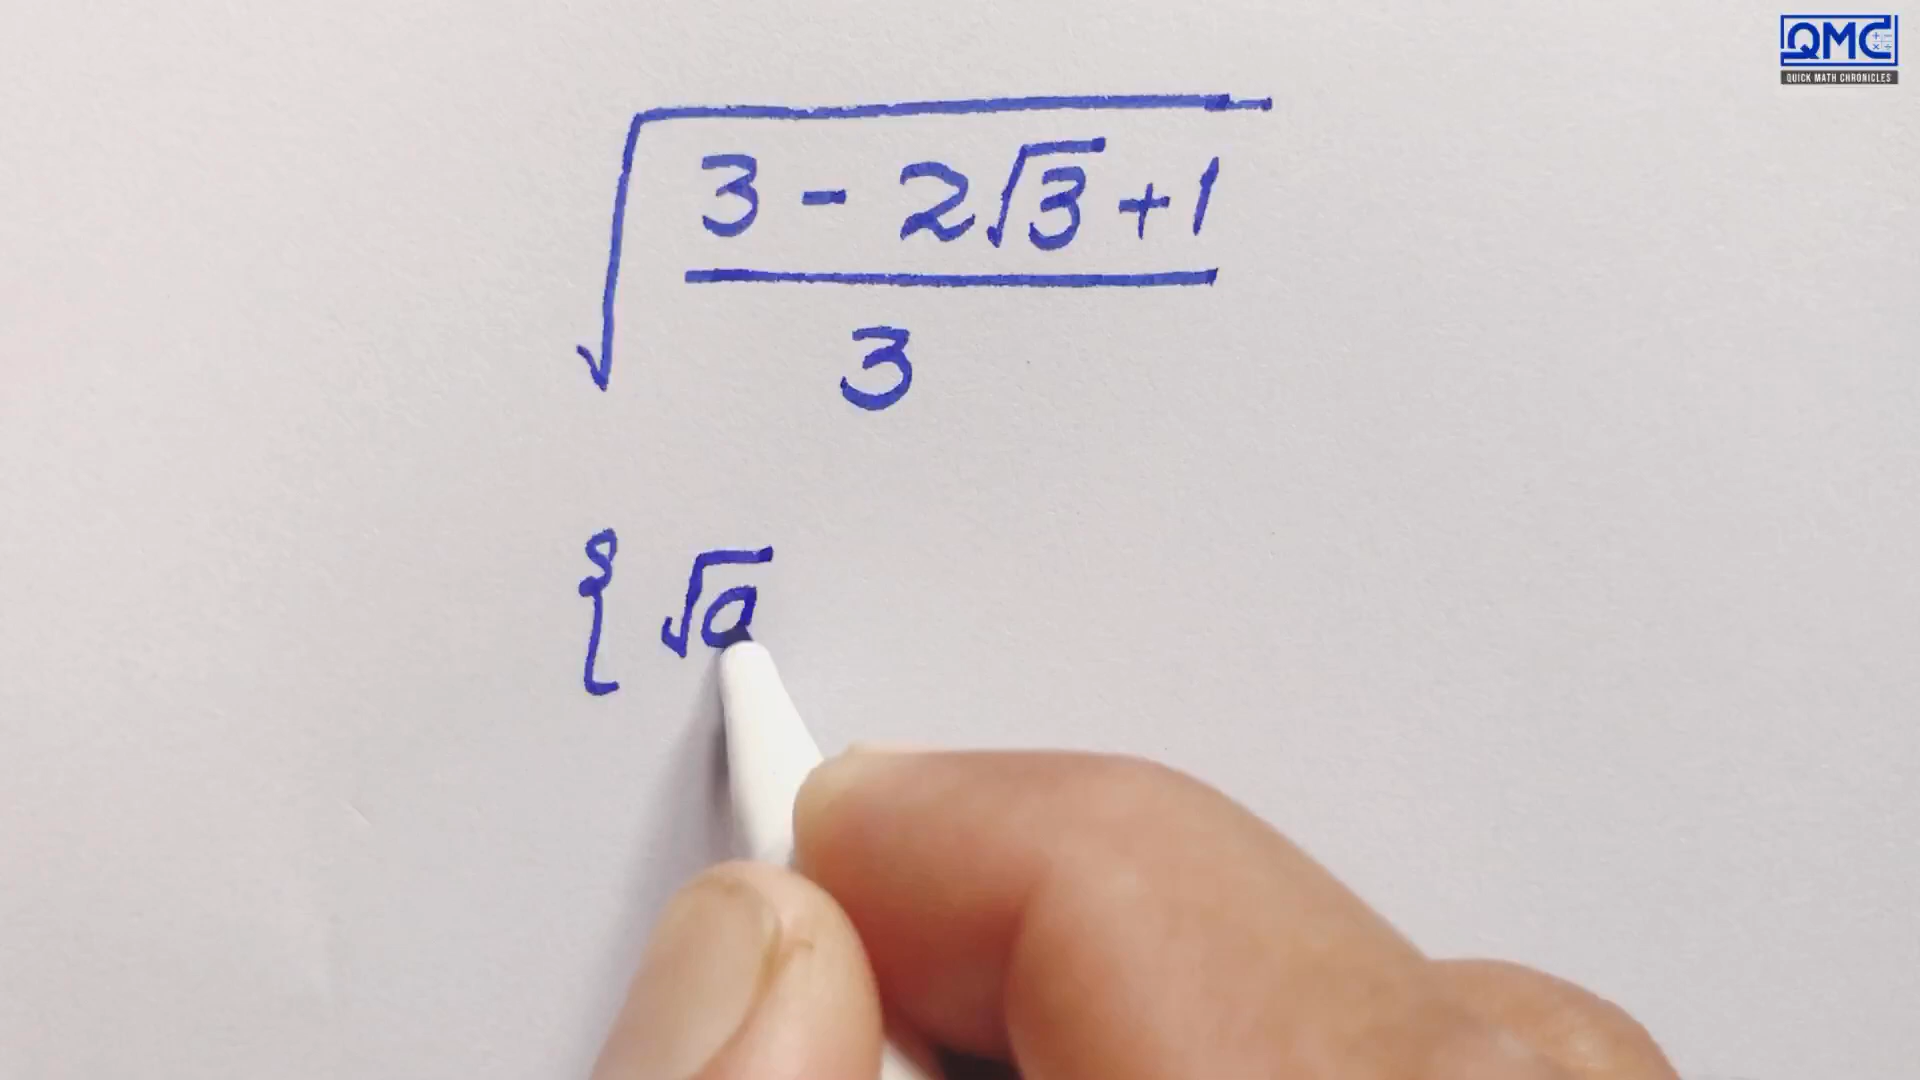 QMC
QUICK MATH CHRONICLES
√
3 - 2√3 + 1
3
{ √a